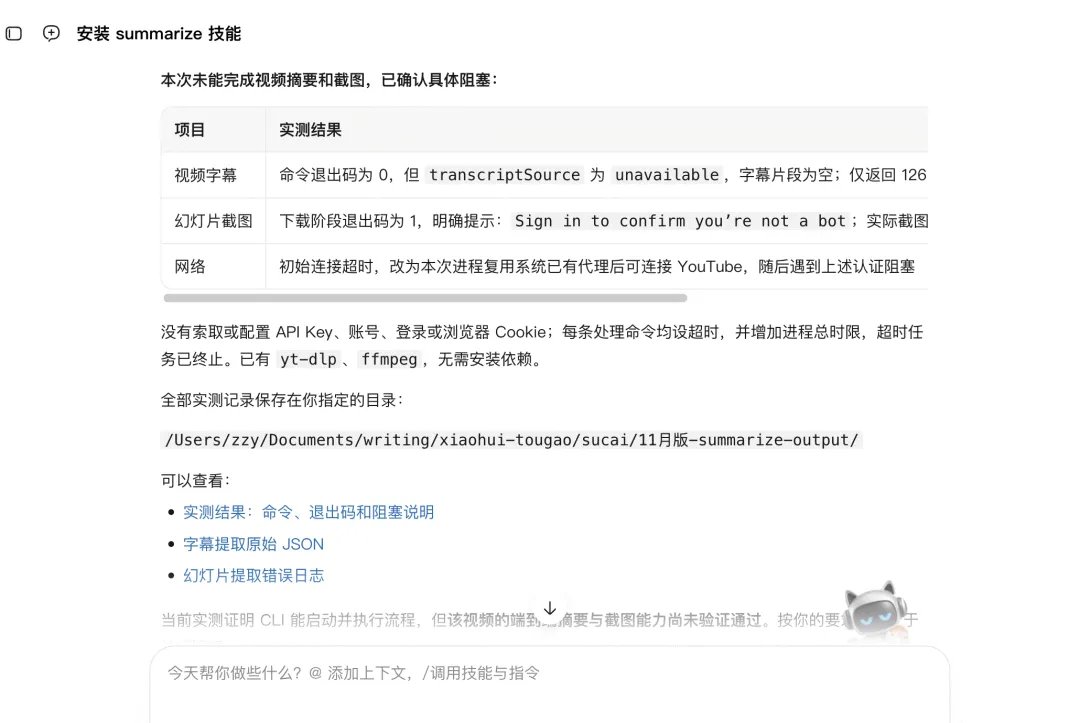 安装 summarize 技能
本次未能完成视频摘要和截图，已确认具体阻塞：
项目 实测结果
视频字幕 命令退出码为 0，但 transcriptSource 为 unavailable，字幕片段为空；仅返回 126
幻灯片截图 下载阶段退出码为 1，明确提示：Sign in to confirm you’re not a bot；实际截图
网络 初始连接超时，改为本次进程复用系统已有代理后可连接 YouTube，随后遇到上述认证阻塞
没有索取或配置 API Key、账号、登录或浏览器 Cookie；每条处理命令均设超时，并增加进程总时限，超时任
务已终止。已有 yt-dlp、ffmpeg，无需安装依赖。
全部实测记录保存在你指定的目录：
/Users/zzy/Documents/writing/xiaohui-tougao/sucai/11月版-summarize-output/
可以查看：
实测结果：命令、退出码和阻塞说明
字幕提取原始 JSON
幻灯片提取错误日志
当前实测证明 CLI 能启动并执行流程，但该视频的端到端摘要与截图能力尚未验证通过。按你的要 于
今天帮你做些什么？@ 添加上下文，/调用技能与指令